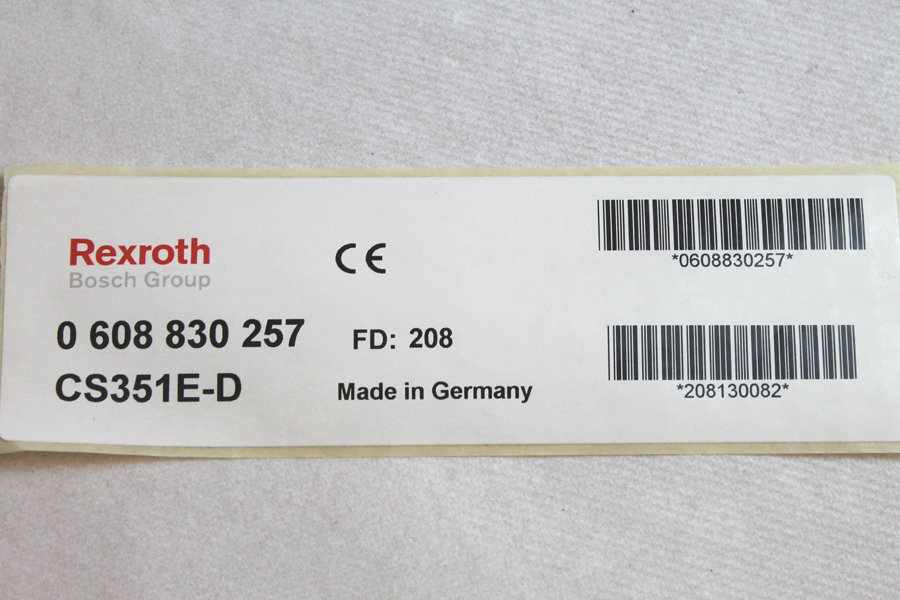 Rexroth
Bosch Group
CE
0 608 830 257
FD: 208
CS351E-D
Made in Germany
*0608830257*
*208130082*